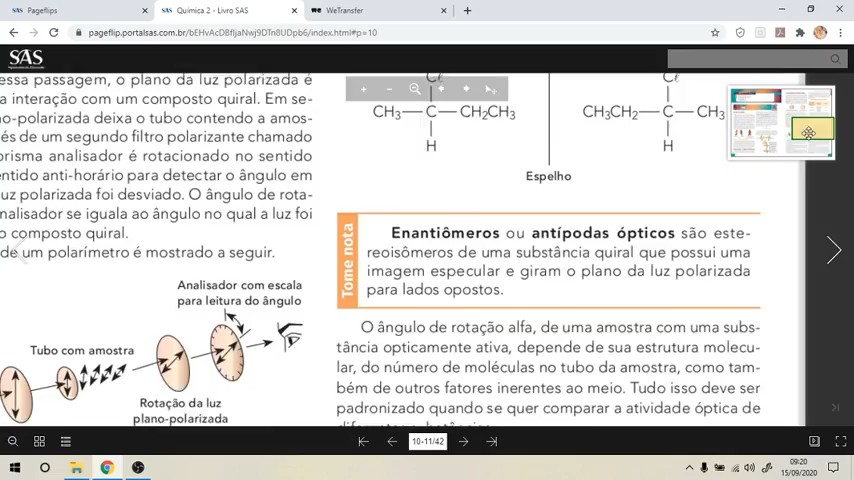 Pageflips
Química 2 - Livro SAS
WeTransfer
pageflip.portalsas.com.br/bEHvAcDBfljaNwj9DTn8UDpb6/index.html#p=10
SAS
essa passagem, o plano da luz polarizada é
a interação com um composto quiral. Em se-
no-polarizada deixa o tubo contendo a amos-
vés de um segundo filtro polarizante chamado
prisma analisador é rotacionado no sentido
entido anti-horário para detectar o ângulo em
uz polarizada foi desviado. O ângulo de rota-
nalisador se iguala ao ângulo no qual a luz foi
o composto quiral.
de um polarímetro é mostrado a seguir.
Analisador com escala
para leitura do ângulo
Tubo com amostra
Rotação da luz
plano-polarizada
Cℓ
CH3 — C — CH2CH3
H
Cℓ
CH3CH2 — C — CH3
H
Espelho
Tome nota
Enantiômeros ou antípodas ópticos são este-
reoisômeros de uma substância quiral que possui uma
imagem especular e giram o plano da luz polarizada
para lados opostos.
O ângulo de rotação alfa, de uma amostra com uma subs-
tância opticamente ativa, depende de sua estrutura molecu-
lar, do número de moléculas no tubo da amostra, como tam-
bém de outros fatores inerentes ao meio. Tudo isso deve ser
padronizado quando se quer comparar a atividade óptica de
diferentes substâncias.
10-11/42
09:20
15/09/2020